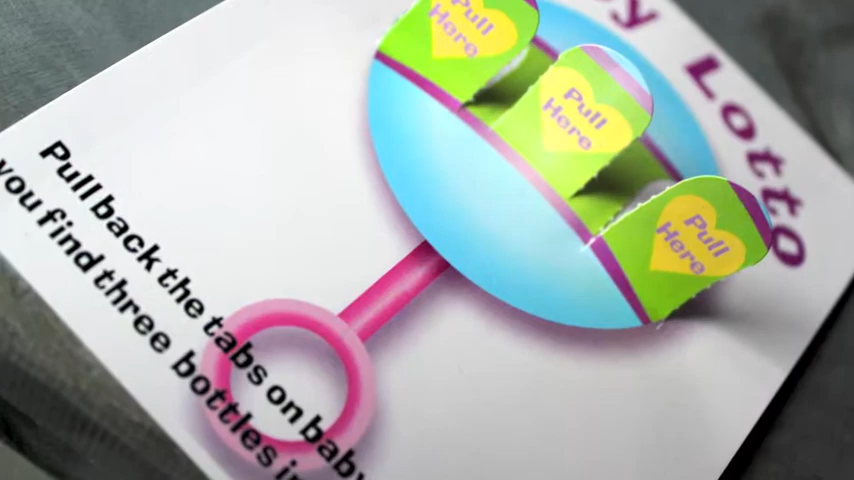 Lotto
Pull
Here
Pull
Here
Pull
Here
Pull back the tabs on baby
you find three bottles in